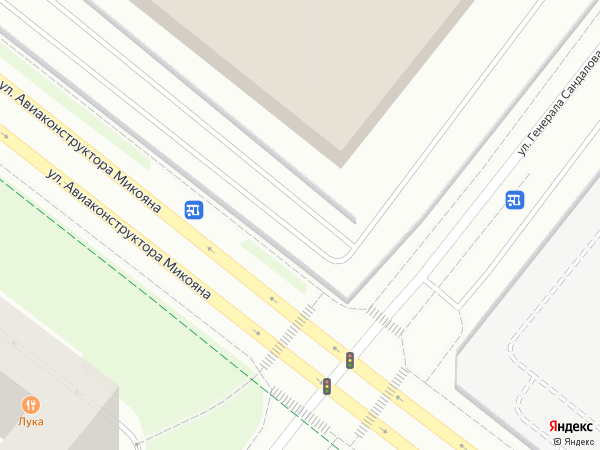 ул. Авиаконструктора Микояна
ул. Генерала Сандалова
ул. Авиаконструктора Микояна
Лука
Яндекс
© Яндекс